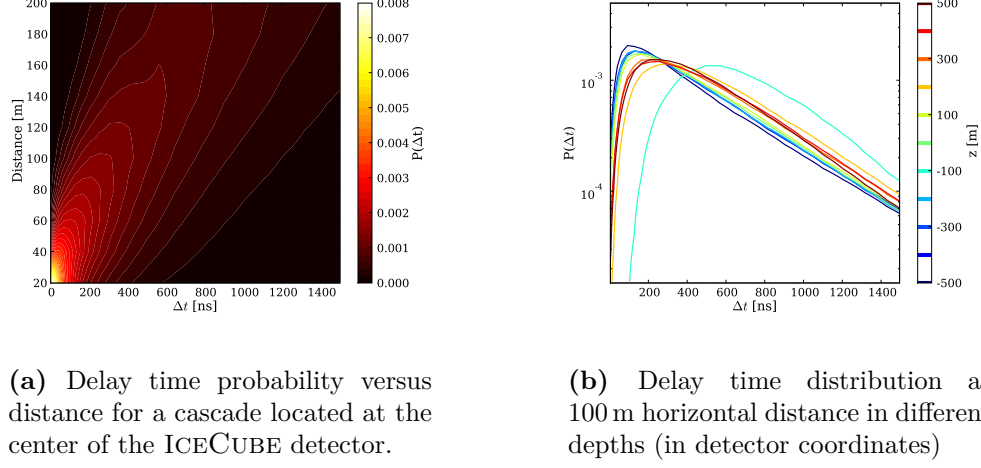 200
180
160
140
120
100
80
60
40
20
Distance [m]
0 200 400 600 800 1000 1200 1400
Δt [ns]
0.008
0.007
0.006
0.005
0.004
0.003
0.002
0.001
0.000
P(Δt)
10⁻³
10⁻⁴
P(Δt)
200 400 600 800 1000 1200 1400
Δt [ns]
500
300
100
-100
-300
-500
z [m]
(a) Delay time probability versus
distance for a cascade located at the
center of the ICECUBE detector.
(b) Delay time distribution a
100 m horizontal distance in differen
depths (in detector coordinates)